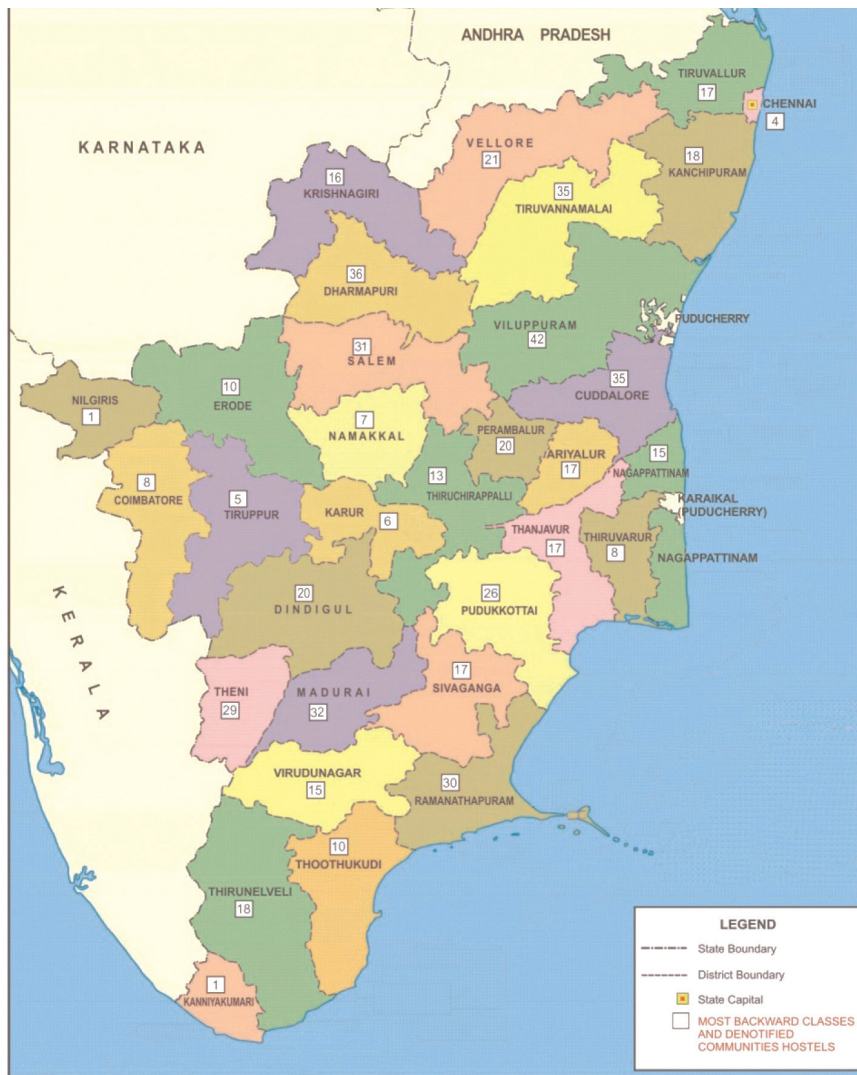 ANDHRA PRADESH
TIRUVALLUR
17
CHENNAI
4
KARNATAKA
VELLORE
21
18
KANCHIPURAM
16
KRISHNAGIRI
35
TIRUVANNAMALAI
36
DHARMAPURI
VILUPPURAM
42
PUDUCHERRY
31
SALEM
35
CUDDALORE
NILGIRIS
1
10
ERODE
7
NAMAKKAL
PERAMBALUR
20
ARIYALUR
17
15
NAGAPPATTINAM
8
COIMBATORE
5
TIRUPPUR
KARUR
6
13
THIRUCHIRAPPALLI
KARAIKAL
(PUDUCHERRY)
THANJAVUR
17
THIRUVARUR
8
NAGAPPATTINAM
20
DINDIGUL
26
PUDUKKOTTAI
KERALA
THENI
29
MADURAI
32
17
SIVAGANGA
VIRUDUNAGAR
15
30
RAMANATHAPURAM
10
THOOTHUKUDI
THIRUNELVELI
18
1
KANNIYAKUMARI
LEGEND
State Boundary
District Boundary
State Capital
MOST BACKWARD CLASSES
AND DENOTIFIED
COMMUNITIES HOSTELS